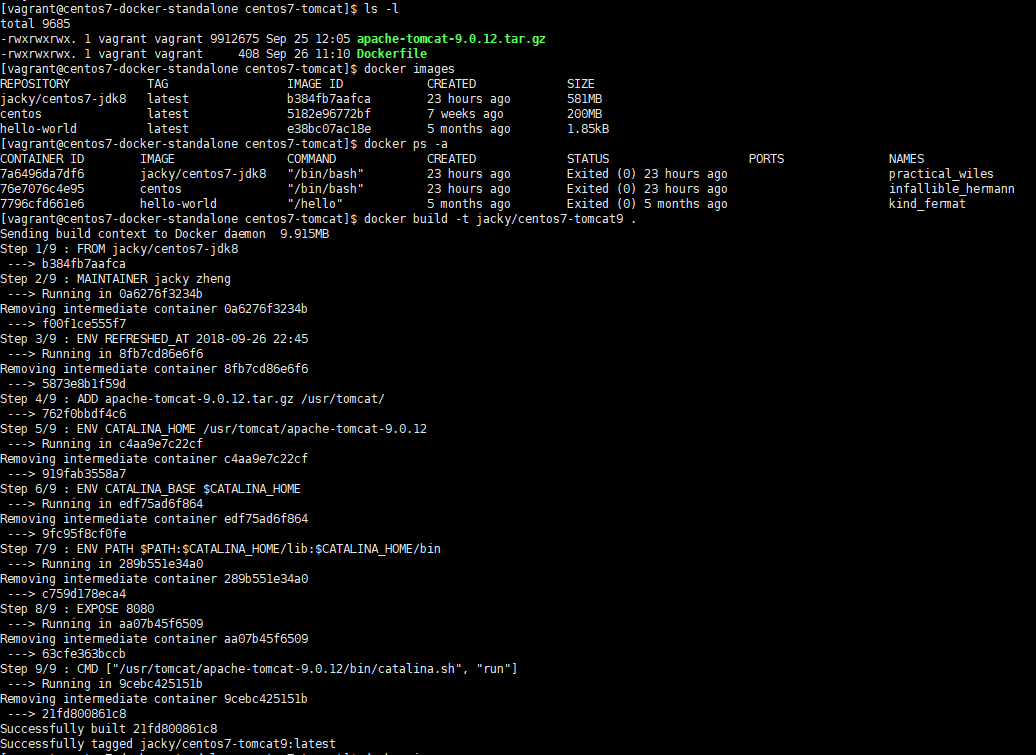 [vagrant@centos7-docker-standalone centos7-tomcat]$ ls -l
total 9685
-rwxrwxrwx. 1 vagrant vagrant 9912675 Sep 25 12:05 apache-tomcat-9.0.12.tar.gz
-rwxrwxrwx. 1 vagrant vagrant     408 Sep 26 11:10 Dockerfile
[vagrant@centos7-docker-standalone centos7-tomcat]$ docker images
REPOSITORY           TAG                 IMAGE ID            CREATED             SIZE
jacky/centos7-jdk8   latest              b384fb7aafca        23 hours ago        581MB
centos               latest              5182e96772bf        7 weeks ago         200MB
hello-world          latest              e38bc07ac18e        5 months ago        1.85kB
[vagrant@centos7-docker-standalone centos7-tomcat]$ docker ps -a
CONTAINER ID        IMAGE                COMMAND             CREATED             STATUS                    PORTS               NAMES
7a6496da7df6        jacky/centos7-jdk8   "/bin/bash"         23 hours ago        Exited (0) 23 hours ago                       practical_wiles
76e7076c4e95        centos               "/bin/bash"         23 hours ago        Exited (0) 23 hours ago                       infallible_hermann
7796cfd661e6        hello-world          "/hello"            5 months ago        Exited (0) 5 months ago                       kind_fermat
[vagrant@centos7-docker-standalone centos7-tomcat]$ docker build -t jacky/centos7-tomcat9 .
Sending build context to Docker daemon  9.915MB
Step 1/9 : FROM jacky/centos7-jdk8
 ---> b384fb7aafca
Step 2/9 : MAINTAINER jacky zheng
 ---> Running in 0a6276f3234b
Removing intermediate container 0a6276f3234b
 ---> f00f1ce555f7
Step 3/9 : ENV REFRESHED_AT 2018-09-26 22:45
 ---> Running in 8fb7cd86e6f6
Removing intermediate container 8fb7cd86e6f6
 ---> 5873e8b1f59d
Step 4/9 : ADD apache-tomcat-9.0.12.tar.gz /usr/tomcat/
 ---> 762f0bbdf4c6
Step 5/9 : ENV CATALINA_HOME /usr/tomcat/apache-tomcat-9.0.12
 ---> Running in c4aa9e7c22cf
Removing intermediate container c4aa9e7c22cf
 ---> 919fab3558a7
Step 6/9 : ENV CATALINA_BASE $CATALINA_HOME
 ---> Running in edf75ad6f864
Removing intermediate container edf75ad6f864
 ---> 9fc95f8cf0fe
Step 7/9 : ENV PATH $PATH:$CATALINA_HOME/lib:$CATALINA_HOME/bin
 ---> Running in 289b551e34a0
Removing intermediate container 289b551e34a0
 ---> c759d178eca4
Step 8/9 : EXPOSE 8080
 ---> Running in aa07b45f6509
Removing intermediate container aa07b45f6509
 ---> 63cfe363bccb
Step 9/9 : CMD ["/usr/tomcat/apache-tomcat-9.0.12/bin/catalina.sh", "run"]
 ---> Running in 9cebc425151b
Removing intermediate container 9cebc425151b
 ---> 21fd800861c8
Successfully built 21fd800861c8
Successfully tagged jacky/centos7-tomcat9:latest